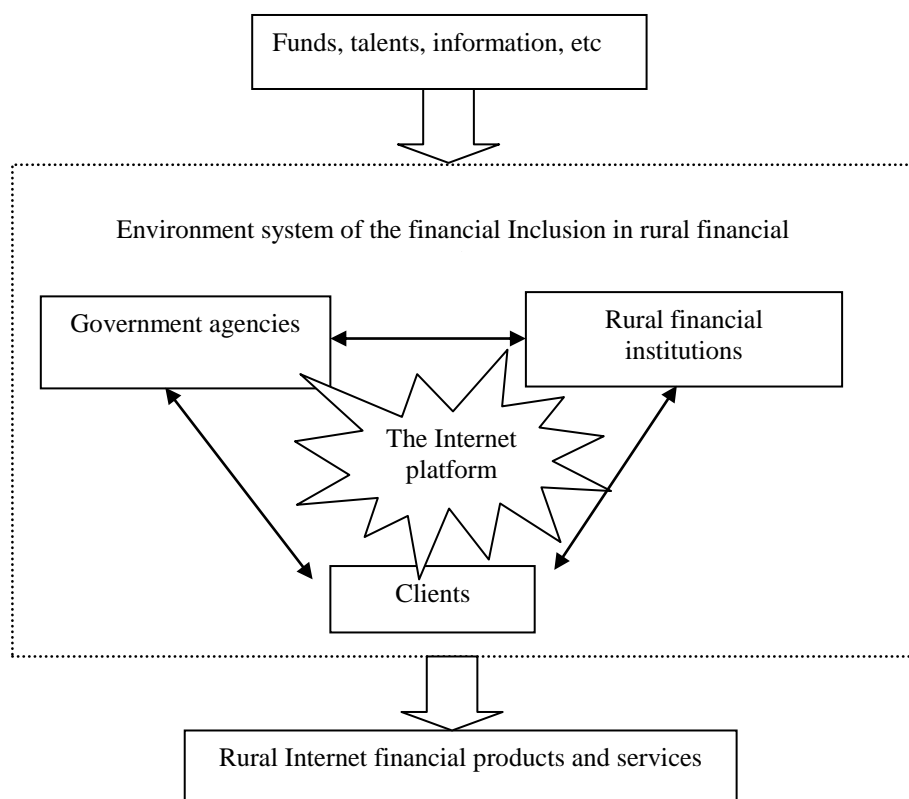 Funds, talents, information, etc
Environment system of the financial Inclusion in rural financial
Government agencies
Rural financial
institutions
The Internet
platform
Clients
Rural Internet financial products and services